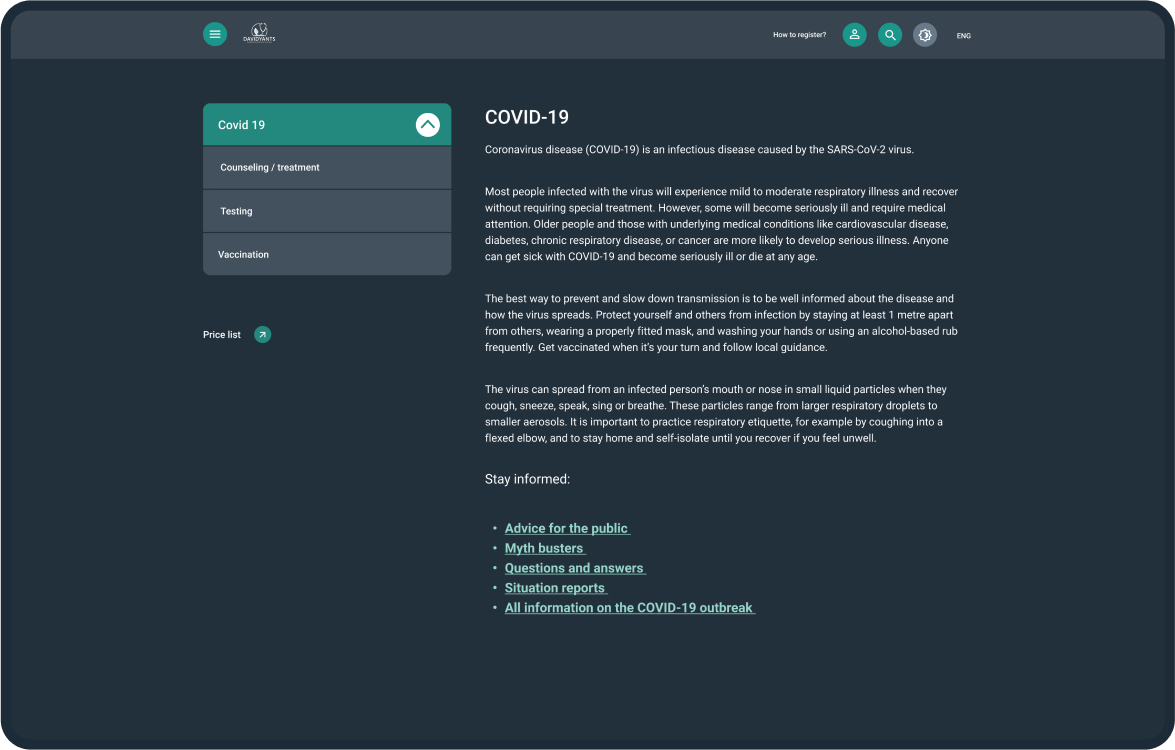 DAVIDYANTS
How to register?
ENG
Covid 19
Counseling / treatment
Testing
Vaccination
Price list
COVID-19
Coronavirus disease (COVID-19) is an infectious disease caused by the SARS-CoV-2 virus.
Most people infected with the virus will experience mild to moderate respiratory illness and recover
without requiring special treatment. However, some will become seriously ill and require medical
attention. Older people and those with underlying medical conditions like cardiovascular disease,
diabetes, chronic respiratory disease, or cancer are more likely to develop serious illness. Anyone
can get sick with COVID-19 and become seriously ill or die at any age.
The best way to prevent and slow down transmission is to be well informed about the disease and
how the virus spreads. Protect yourself and others from infection by staying at least 1 metre apart
from others, wearing a properly fitted mask, and washing your hands or using an alcohol-based rub
frequently. Get vaccinated when it’s your turn and follow local guidance.
The virus can spread from an infected person’s mouth or nose in small liquid particles when they
cough, sneeze, speak, sing or breathe. These particles range from larger respiratory droplets to
smaller aerosols. It is important to practice respiratory etiquette, for example by coughing into a
flexed elbow, and to stay home and self-isolate until you recover if you feel unwell.
Stay informed:
• Advice for the public
• Myth busters
• Questions and answers
• Situation reports
• All information on the COVID-19 outbreak